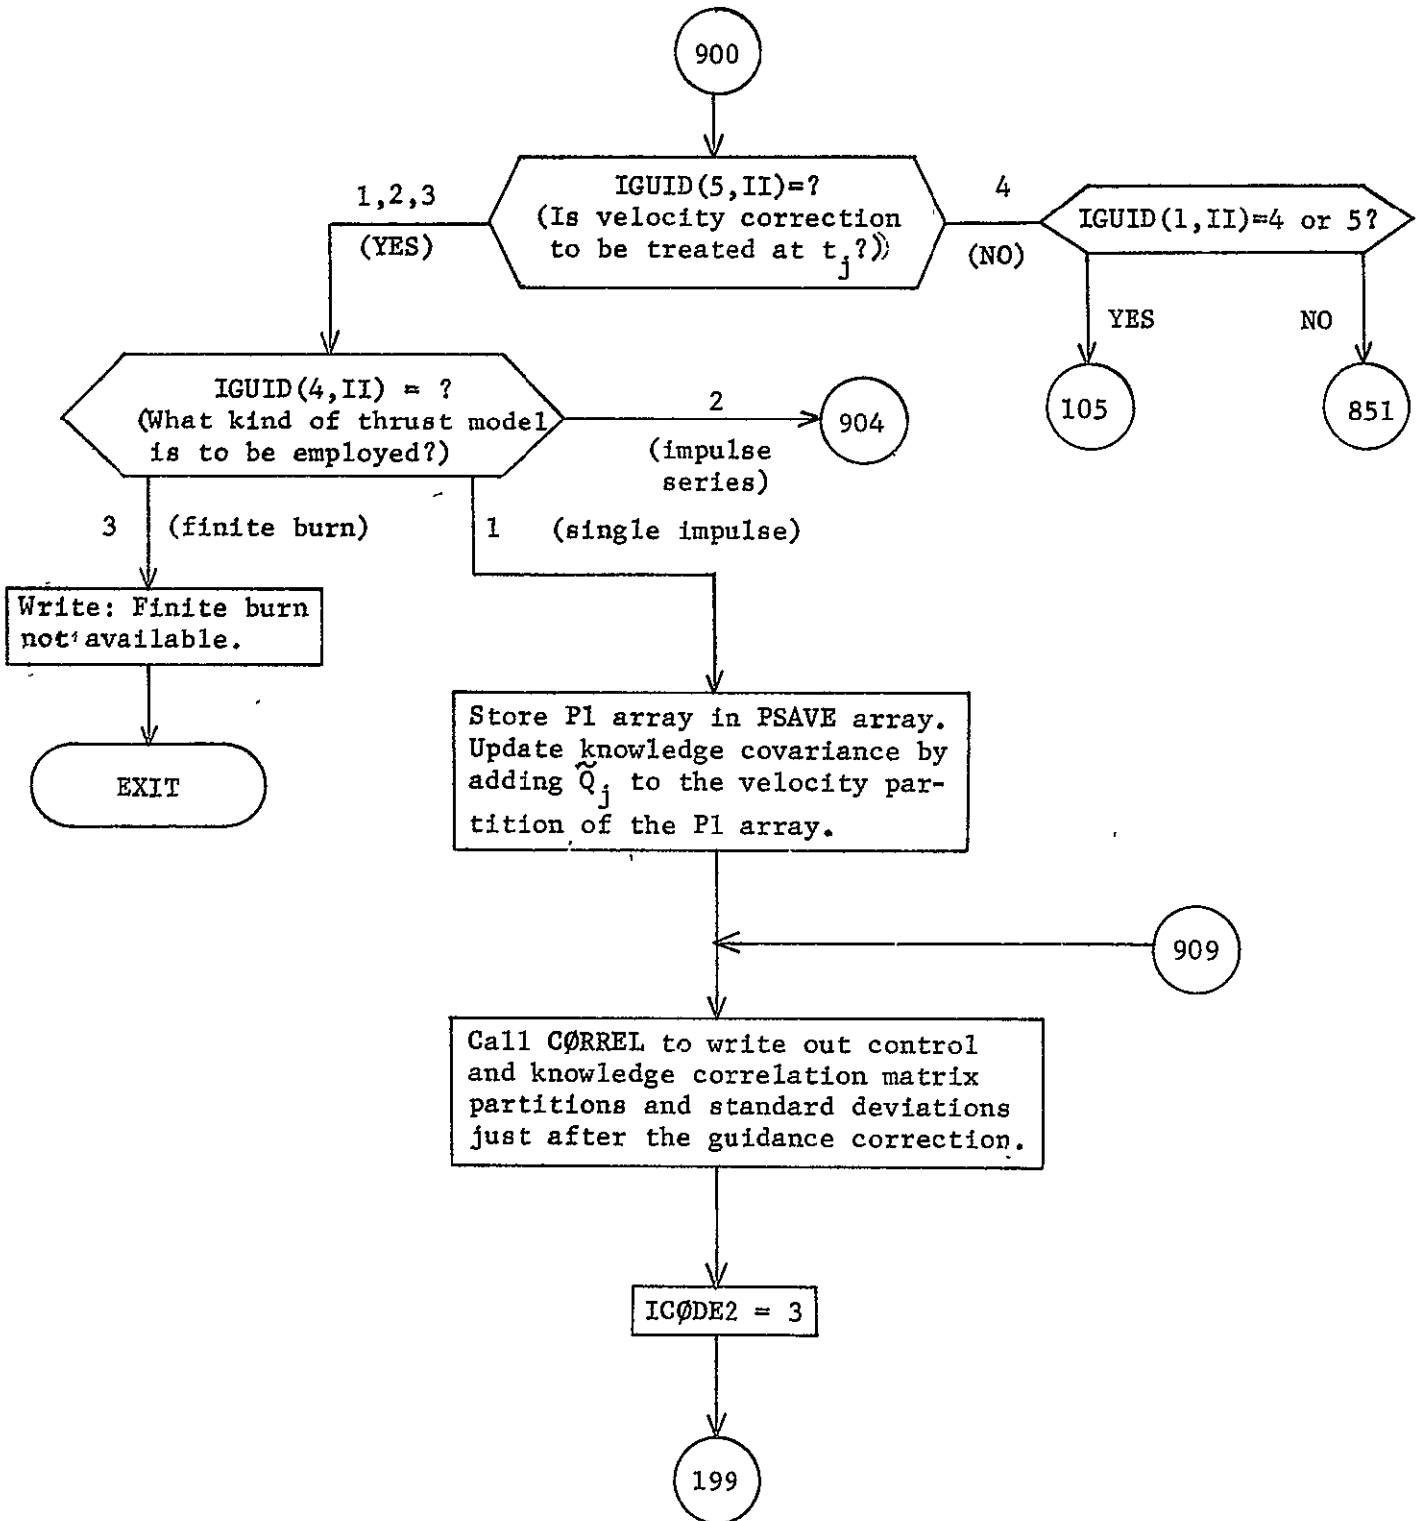 900
IGUID(5,II)=?
(Is velocity correction
to be treated at tj?))
1,2,3
(YES)
4
(NO)
IGUID(1,II)=4 or 5?
YES
NO
105
851
IGUID(4,II) = ?
(What kind of thrust model
is to be employed?)
2
(impulse
series)
904
3
(finite burn)
1
(single impulse)
Write: Finite burn
not available.
EXIT
Store P1 array in PSAVE array.
Update knowledge covariance by
adding Q̃j to the velocity par-
tition of the P1 array.
909
Call CØRREL to write out control
and knowledge correlation matrix
partitions and standard deviations
just after the guidance correction.
ICØDE2 = 3
199